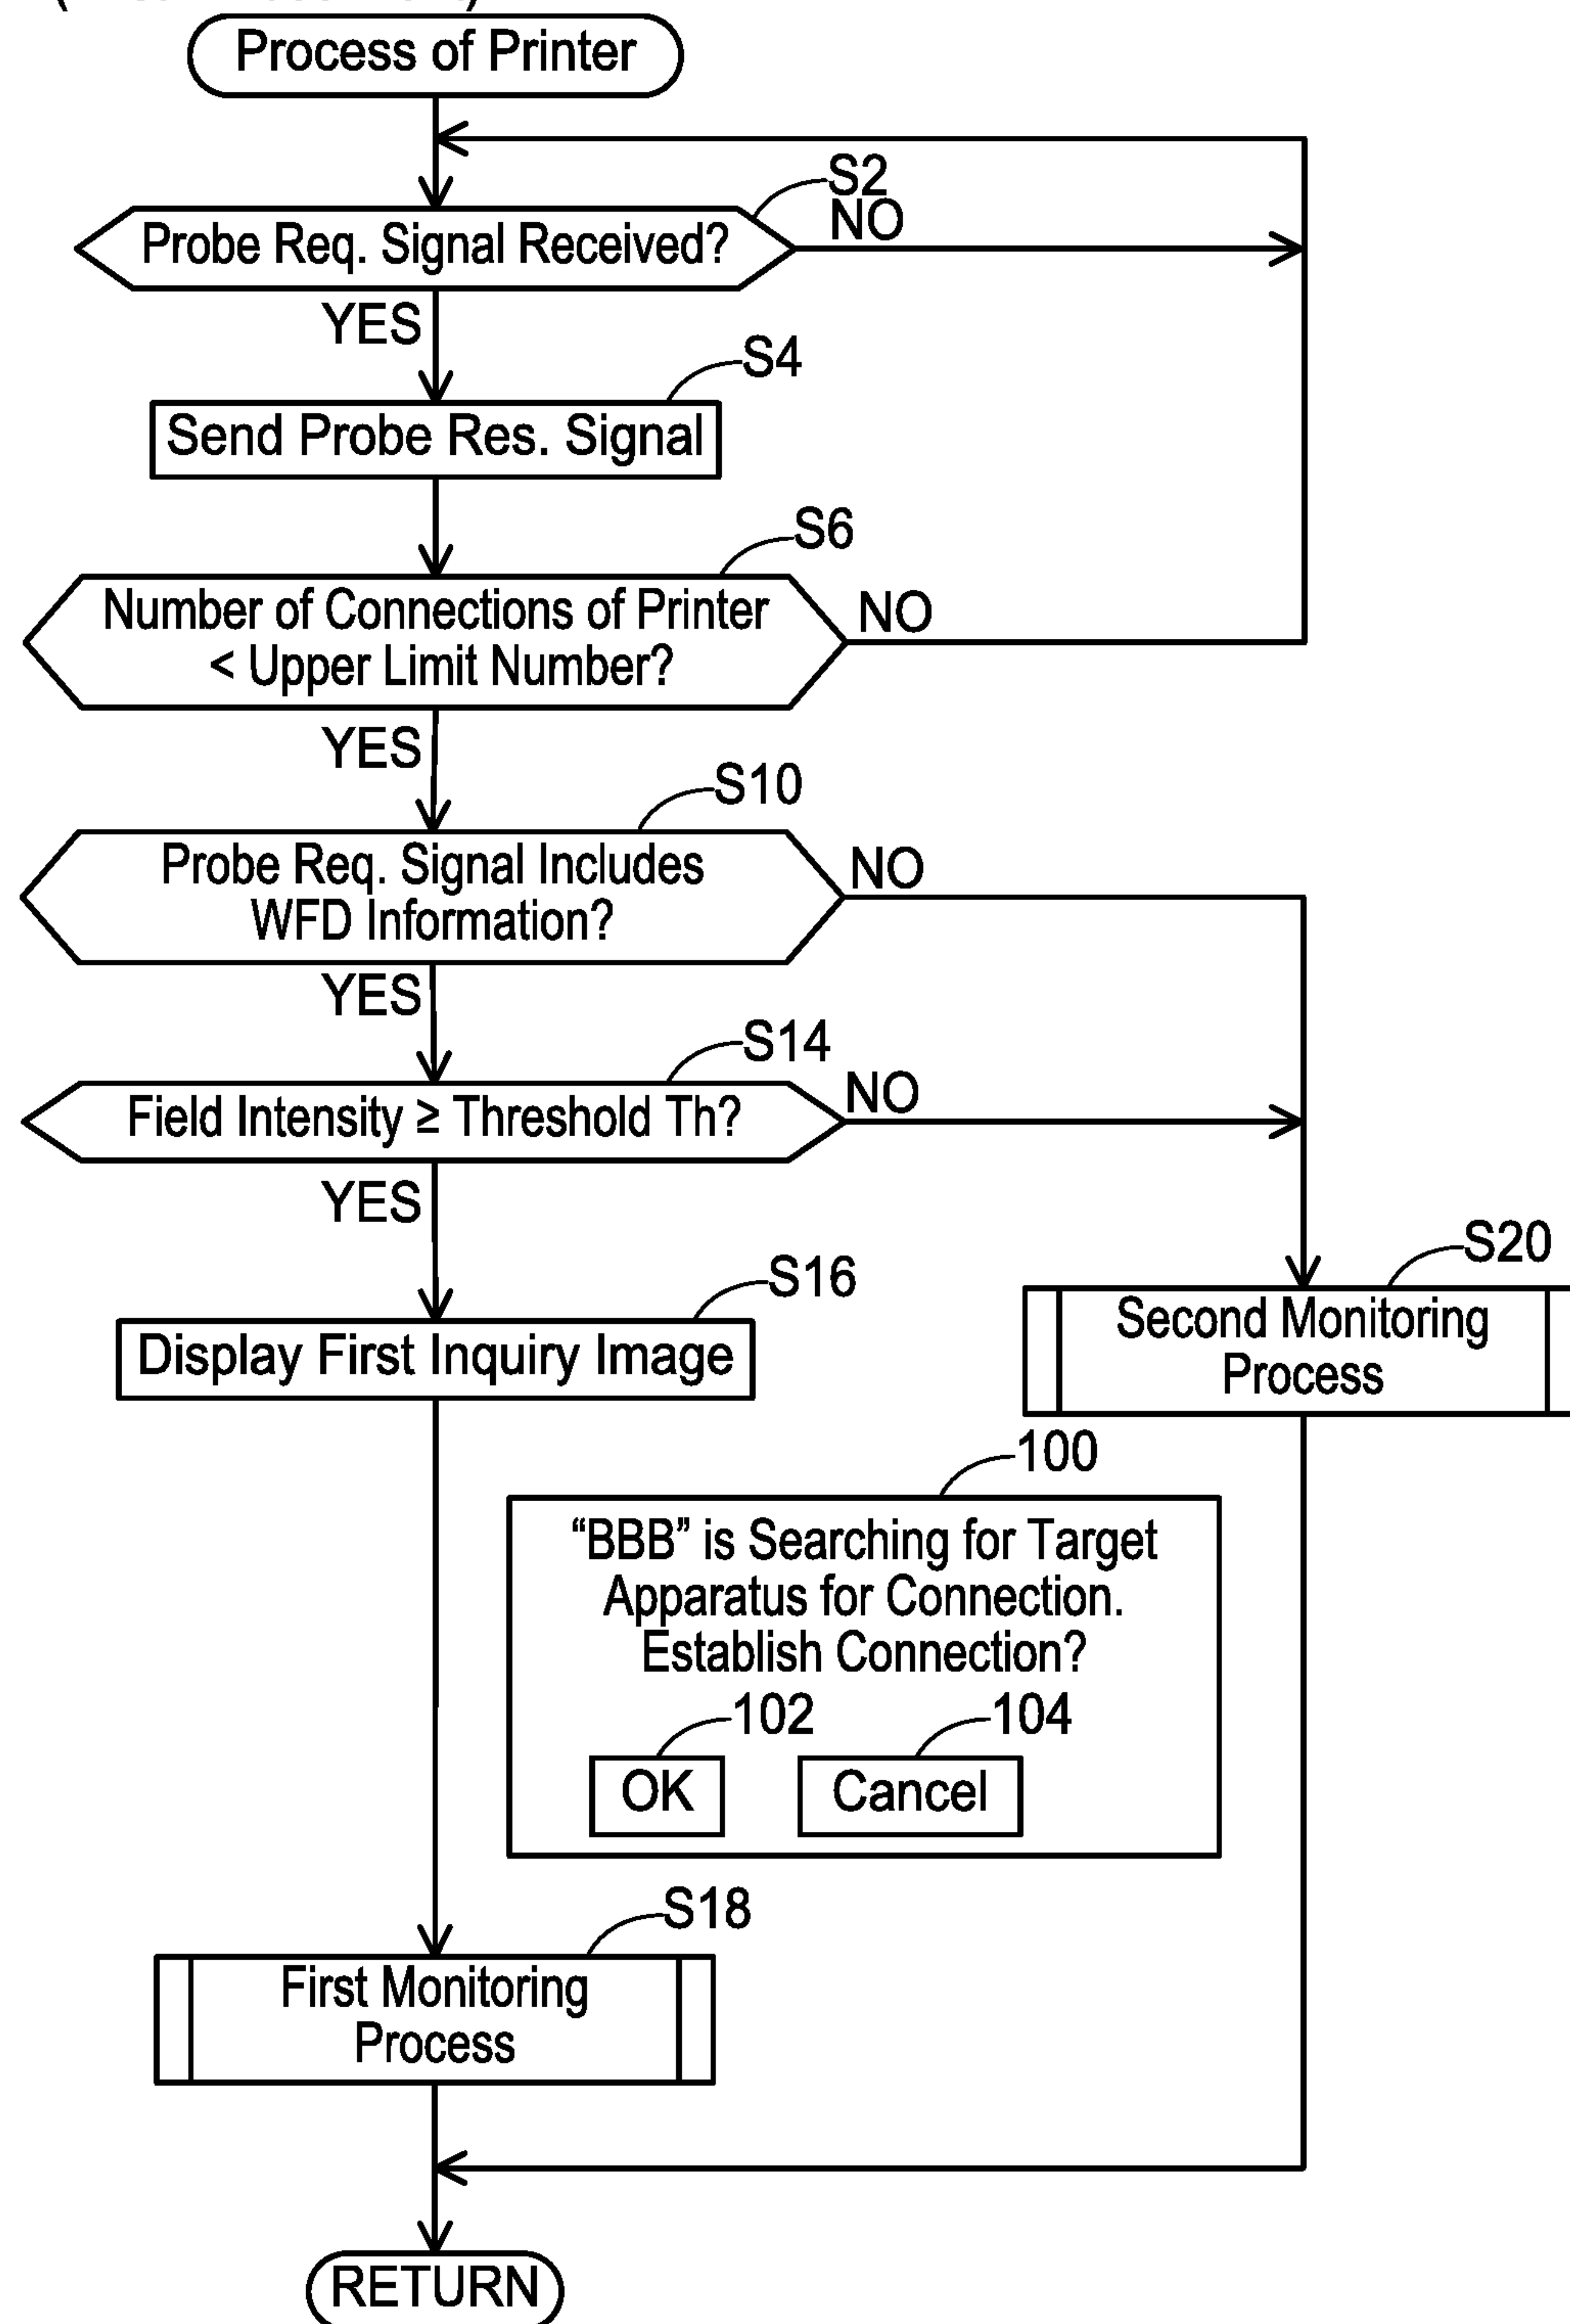 Process of Printer
S2
NO
Probe Req. Signal Received?
YES
S4
Send Probe Res. Signal
S6
Number of Connections of Printer
< Upper Limit Number?
NO
YES
S10
Probe Req. Signal Includes
WFD Information?
NO
YES
S14
Field Intensity ≥ Threshold Th?
NO
YES
S16
Display First Inquiry Image
S20
Second Monitoring
Process
100
“BBB” is Searching for Target
Apparatus for Connection.
Establish Connection?
102
104
OK
Cancel
S18
First Monitoring
Process
RETURN